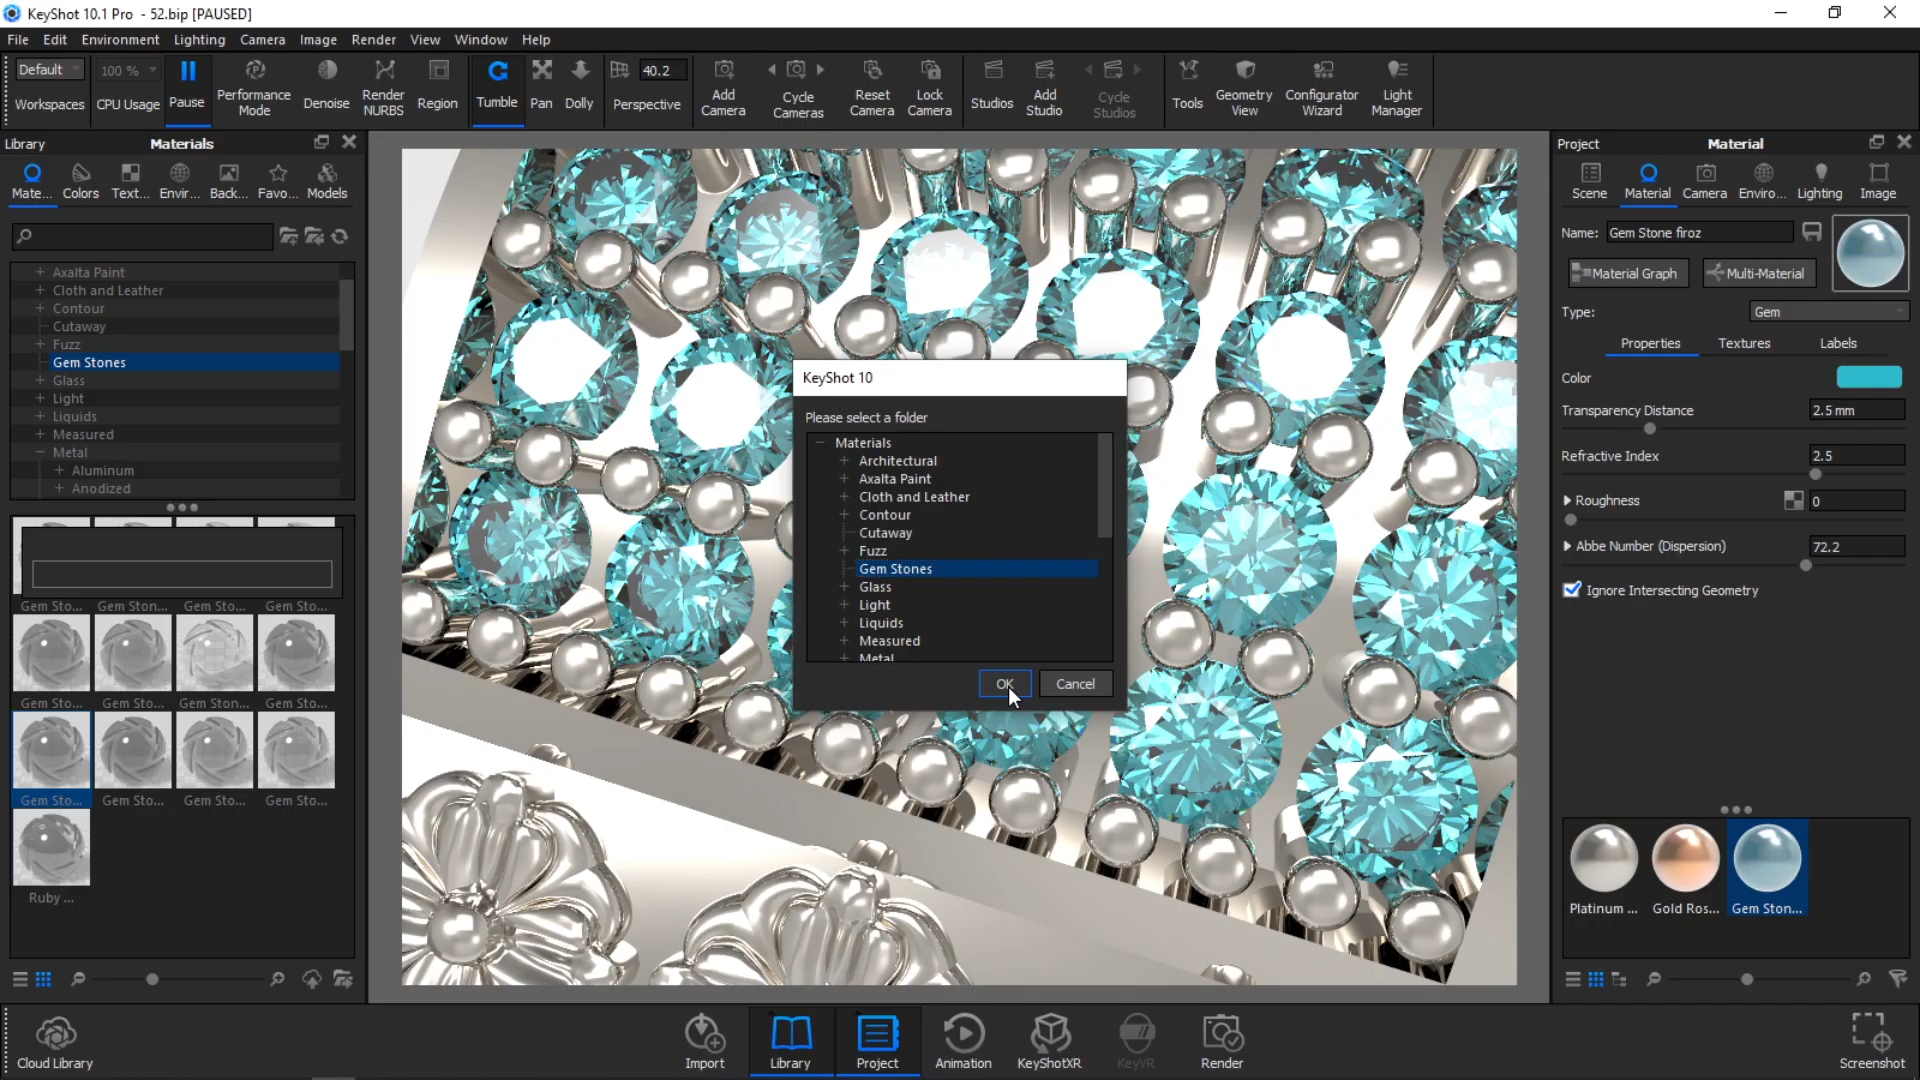 KeyShot 10.1 Pro - 52.bip [PAUSED]
File Edit Environment Lighting Camera Image Render View Window Help
Default
Workspaces
100 %
CPU Usage
Pause
Performance
Mode
Denoise
Render
NURBS
Region
Tumble
Pan
Dolly
40.2
Perspective
Add
Camera
Cycle
Cameras
Reset
Camera
Lock
Camera
Studios
Add
Studio
Cycle
Studios
Tools
Geometry
View
Configurator
Wizard
Light
Manager
Library
Materials
Mate... Colors Text... Envir... Back... Favo... Models
Axalta Paint
Cloth and Leather
Contour
Cutaway
Fuzz
Gem Stones
Glass
Light
Liquids
Measured
Metal
Aluminum
Anodized
Gem Sto... Gem Ston... Gem Sto... Gem Sto...
Gem Sto... Gem Sto... Gem Ston... Gem Sto...
Gem Sto... Gem Sto... Gem Sto... Gem Sto...
Ruby ...
KeyShot 10
Please select a folder
Materials
Architectural
Axalta Paint
Cloth and Leather
Contour
Cutaway
Fuzz
Gem Stones
Glass
Light
Liquids
Measured
Metal
OK
Cancel
Project
Material
Scene Material Camera Enviro... Lighting Image
Name: Gem Stone firoz
Material Graph
Multi-Material
Type: Gem
Properties Textures Labels
Color
Transparency Distance 2.5 mm
Refractive Index 2.5
Roughness 0
Abbe Number (Dispersion) 72.2
Ignore Intersecting Geometry
Platinum ... Gold Ros... Gem Ston...
Cloud Library
Import
Library
Project
Animation
KeyShotXR
KeyVR
Render
Screenshot